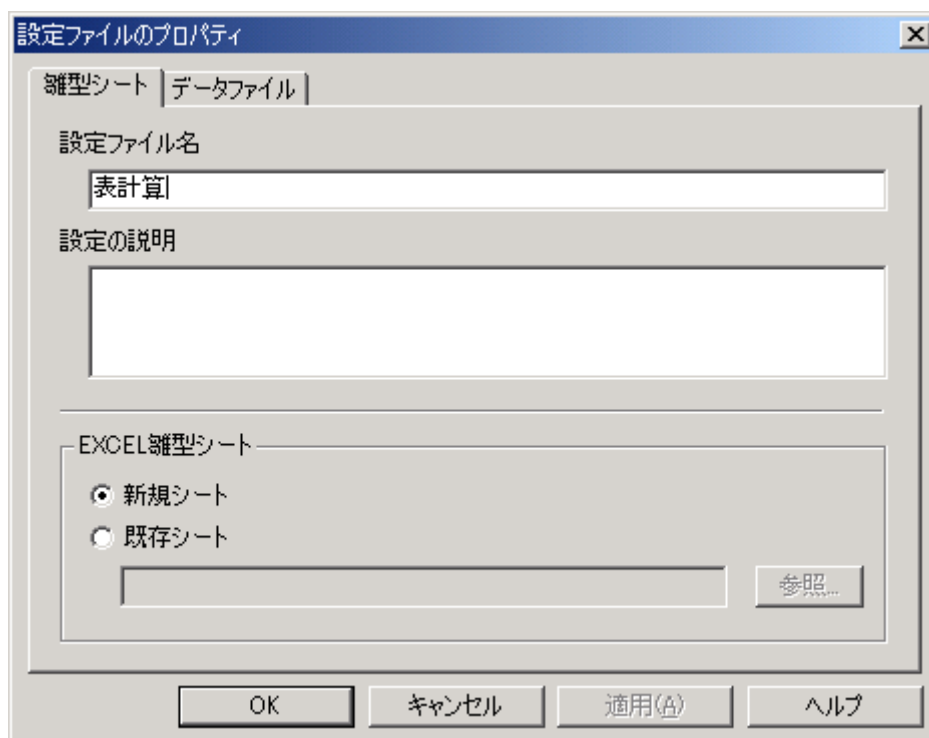 設定ファイルのプロパティ
雛型シート データファイル
設定ファイル名
表計算
設定の説明
EXCEL雛型シート
新規シート
既存シート
参照...
OK キャンセル 適用(A) ヘルプ